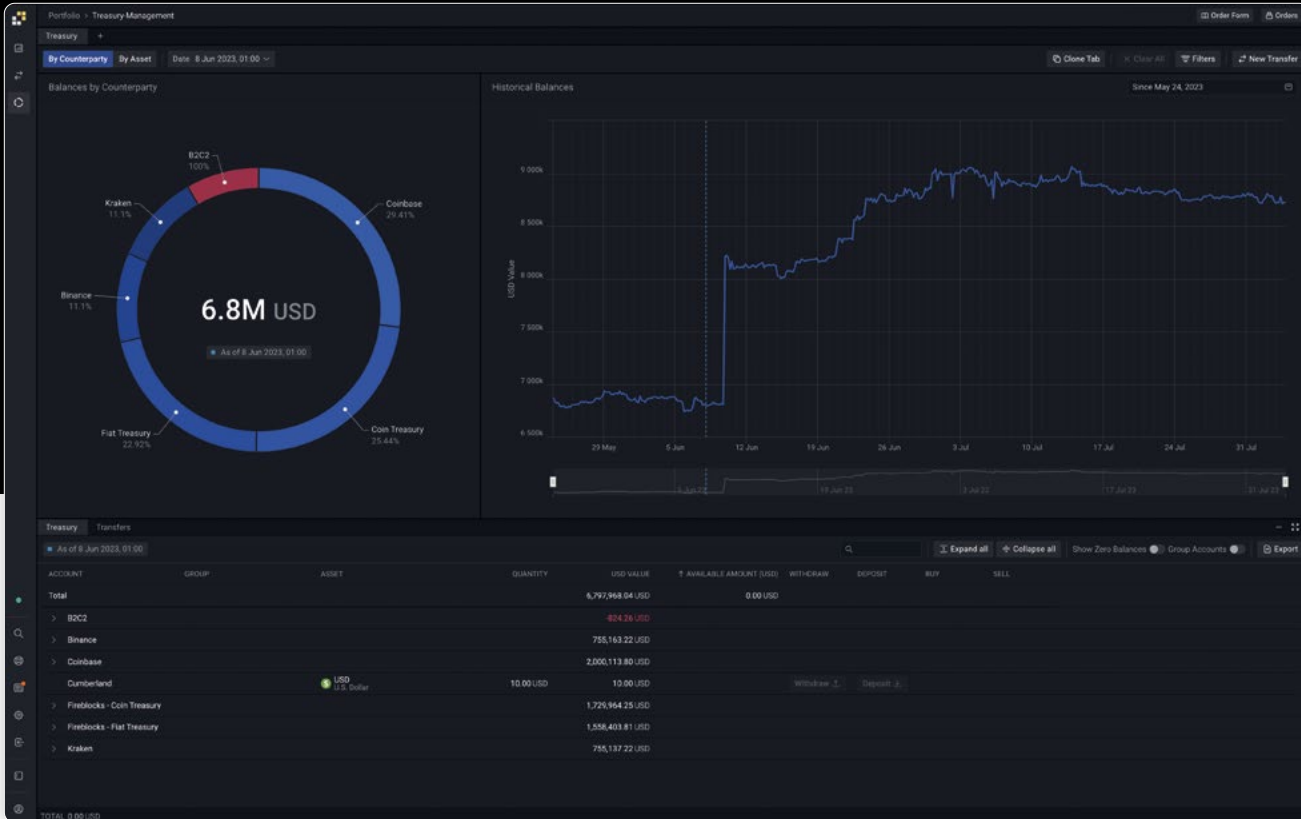 Portfolio > Treasury-Management
Order Form
Orders
Treasury +
By Counterparty
By Asset
Date 8 Jun 2023, 01:00
Clone Tab
Clear All
Filters
New Transfer
Balances by Counterparty
B2C2
100%
Kraken
11.1%
Coinbase
29.41%
Binance
11.1%
6.8M USD
As of 8 Jun 2023, 01:00
Fiat Treasury
22.92%
Coin Treasury
25.44%
Historical Balances
Since May 24, 2023
USD Value
9 000k
8 500k
8 000k
7 500k
7 000k
6 500k
29 May
5 Jun
12 Jun
19 Jun
26 Jun
3 Jul
10 Jul
17 Jul
24 Jul
31 Jul
19 Jun 23
17 Jul 23
31 Jul 23
Treasury
Transfers
As of 8 Jun 2023, 01:00
Expand all
Collapse all
Show Zero Balances
Group Accounts
Export
ACCOUNT GROUP ASSET QUANTITY USD VALUE ↑ AVAILABLE AMOUNT (USD) WITHDRAW DEPOSIT BUY SELL
Total 6,797,968.04 USD 0.00 USD
B2C2 -824.26 USD
Binance 755,163.22 USD
Coinbase 2,000,113.80 USD
Cumberland USD 10.00 USD 10.00 USD Withdraw Deposit
U.S. Dollar
Fireblocks - Coin Treasury 1,729,964.25 USD
Fireblocks - Fiat Treasury 1,558,403.81 USD
Kraken 755,137.22 USD
TOTAL 0.00 USD